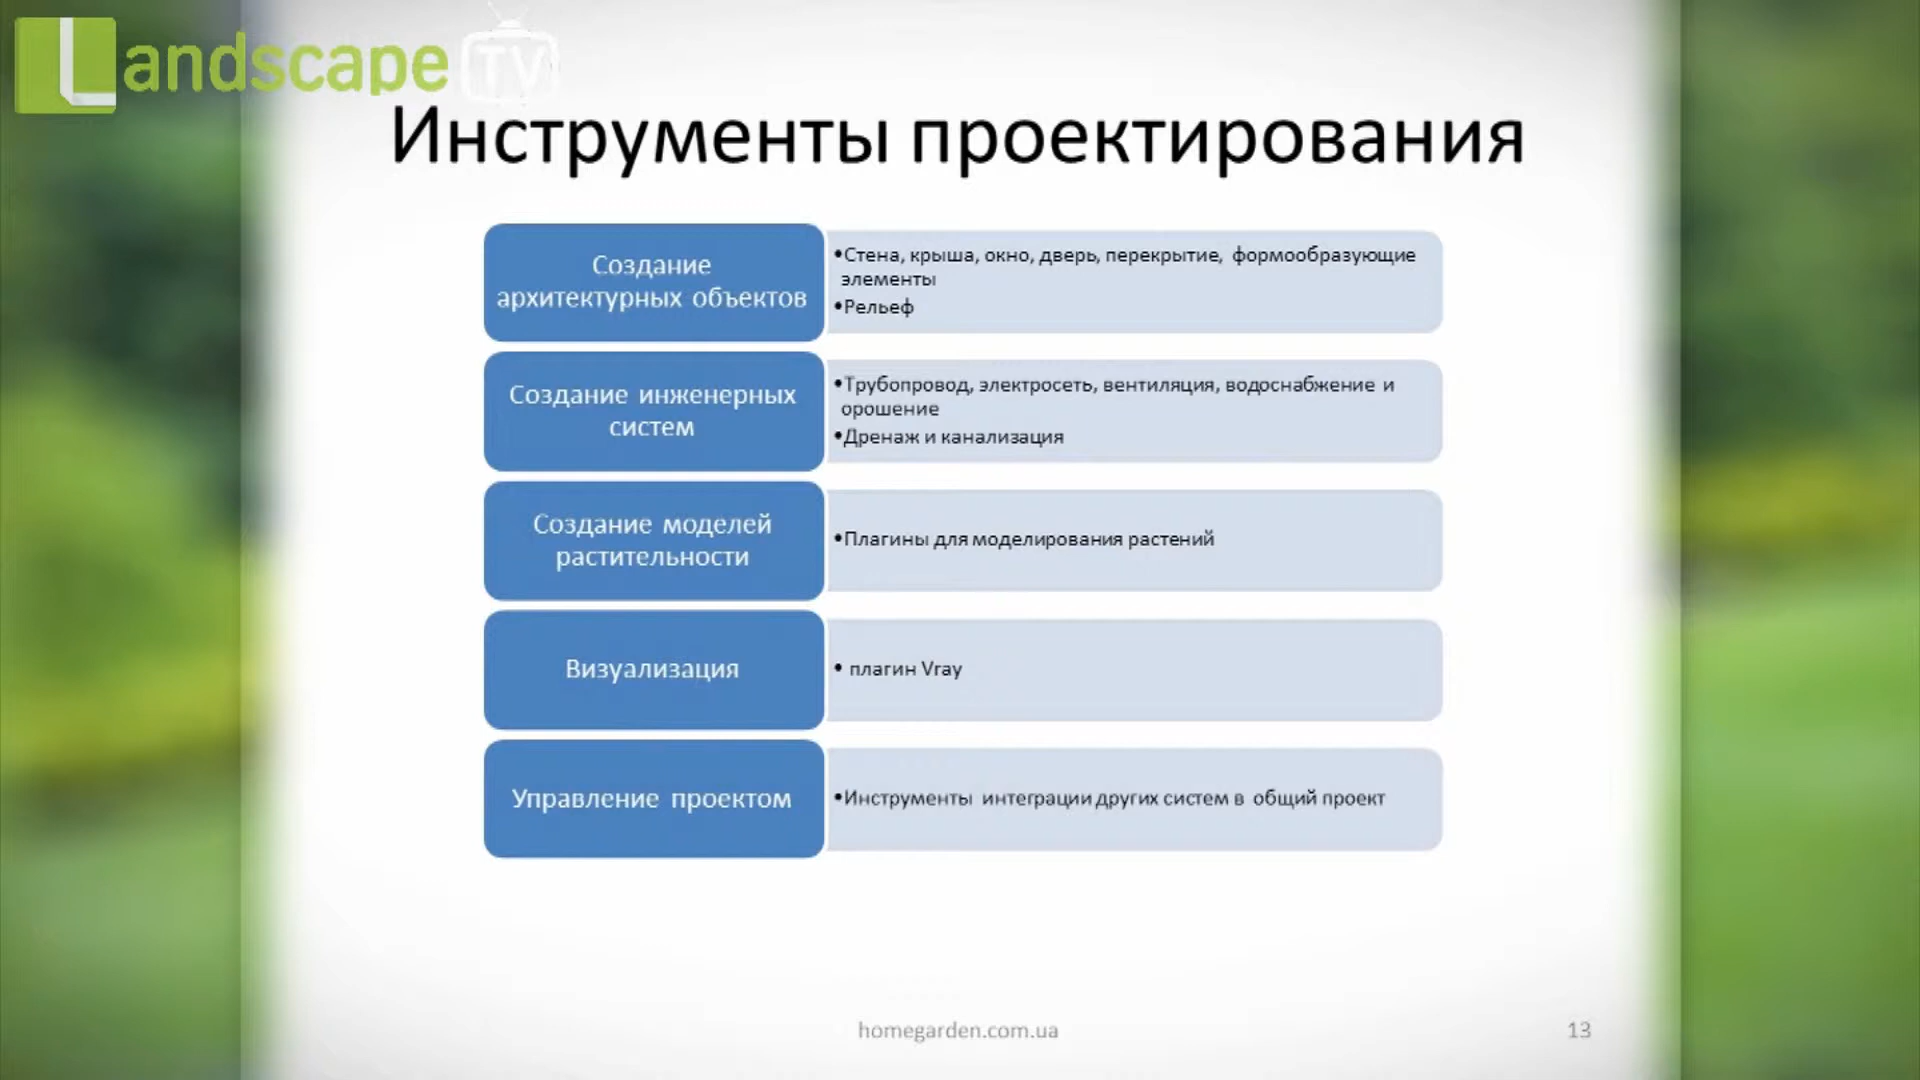 Landscape TV
Инструменты проектирования
Создание
архитектурных объектов
•Стена, крыша, окно, дверь, перекрытие, формообразующие
элементы
•Рельеф
Создание инженерных
систем
•Трубопровод, электросеть, вентиляция, водоснабжение и
орошение
•Дренаж и канализация
Создание моделей
растительности
•Плагины для моделирования растений
Визуализация
• плагин Vray
Управление проектом
•Инструменты интеграции других систем в общий проект
homegarden.com.ua
13